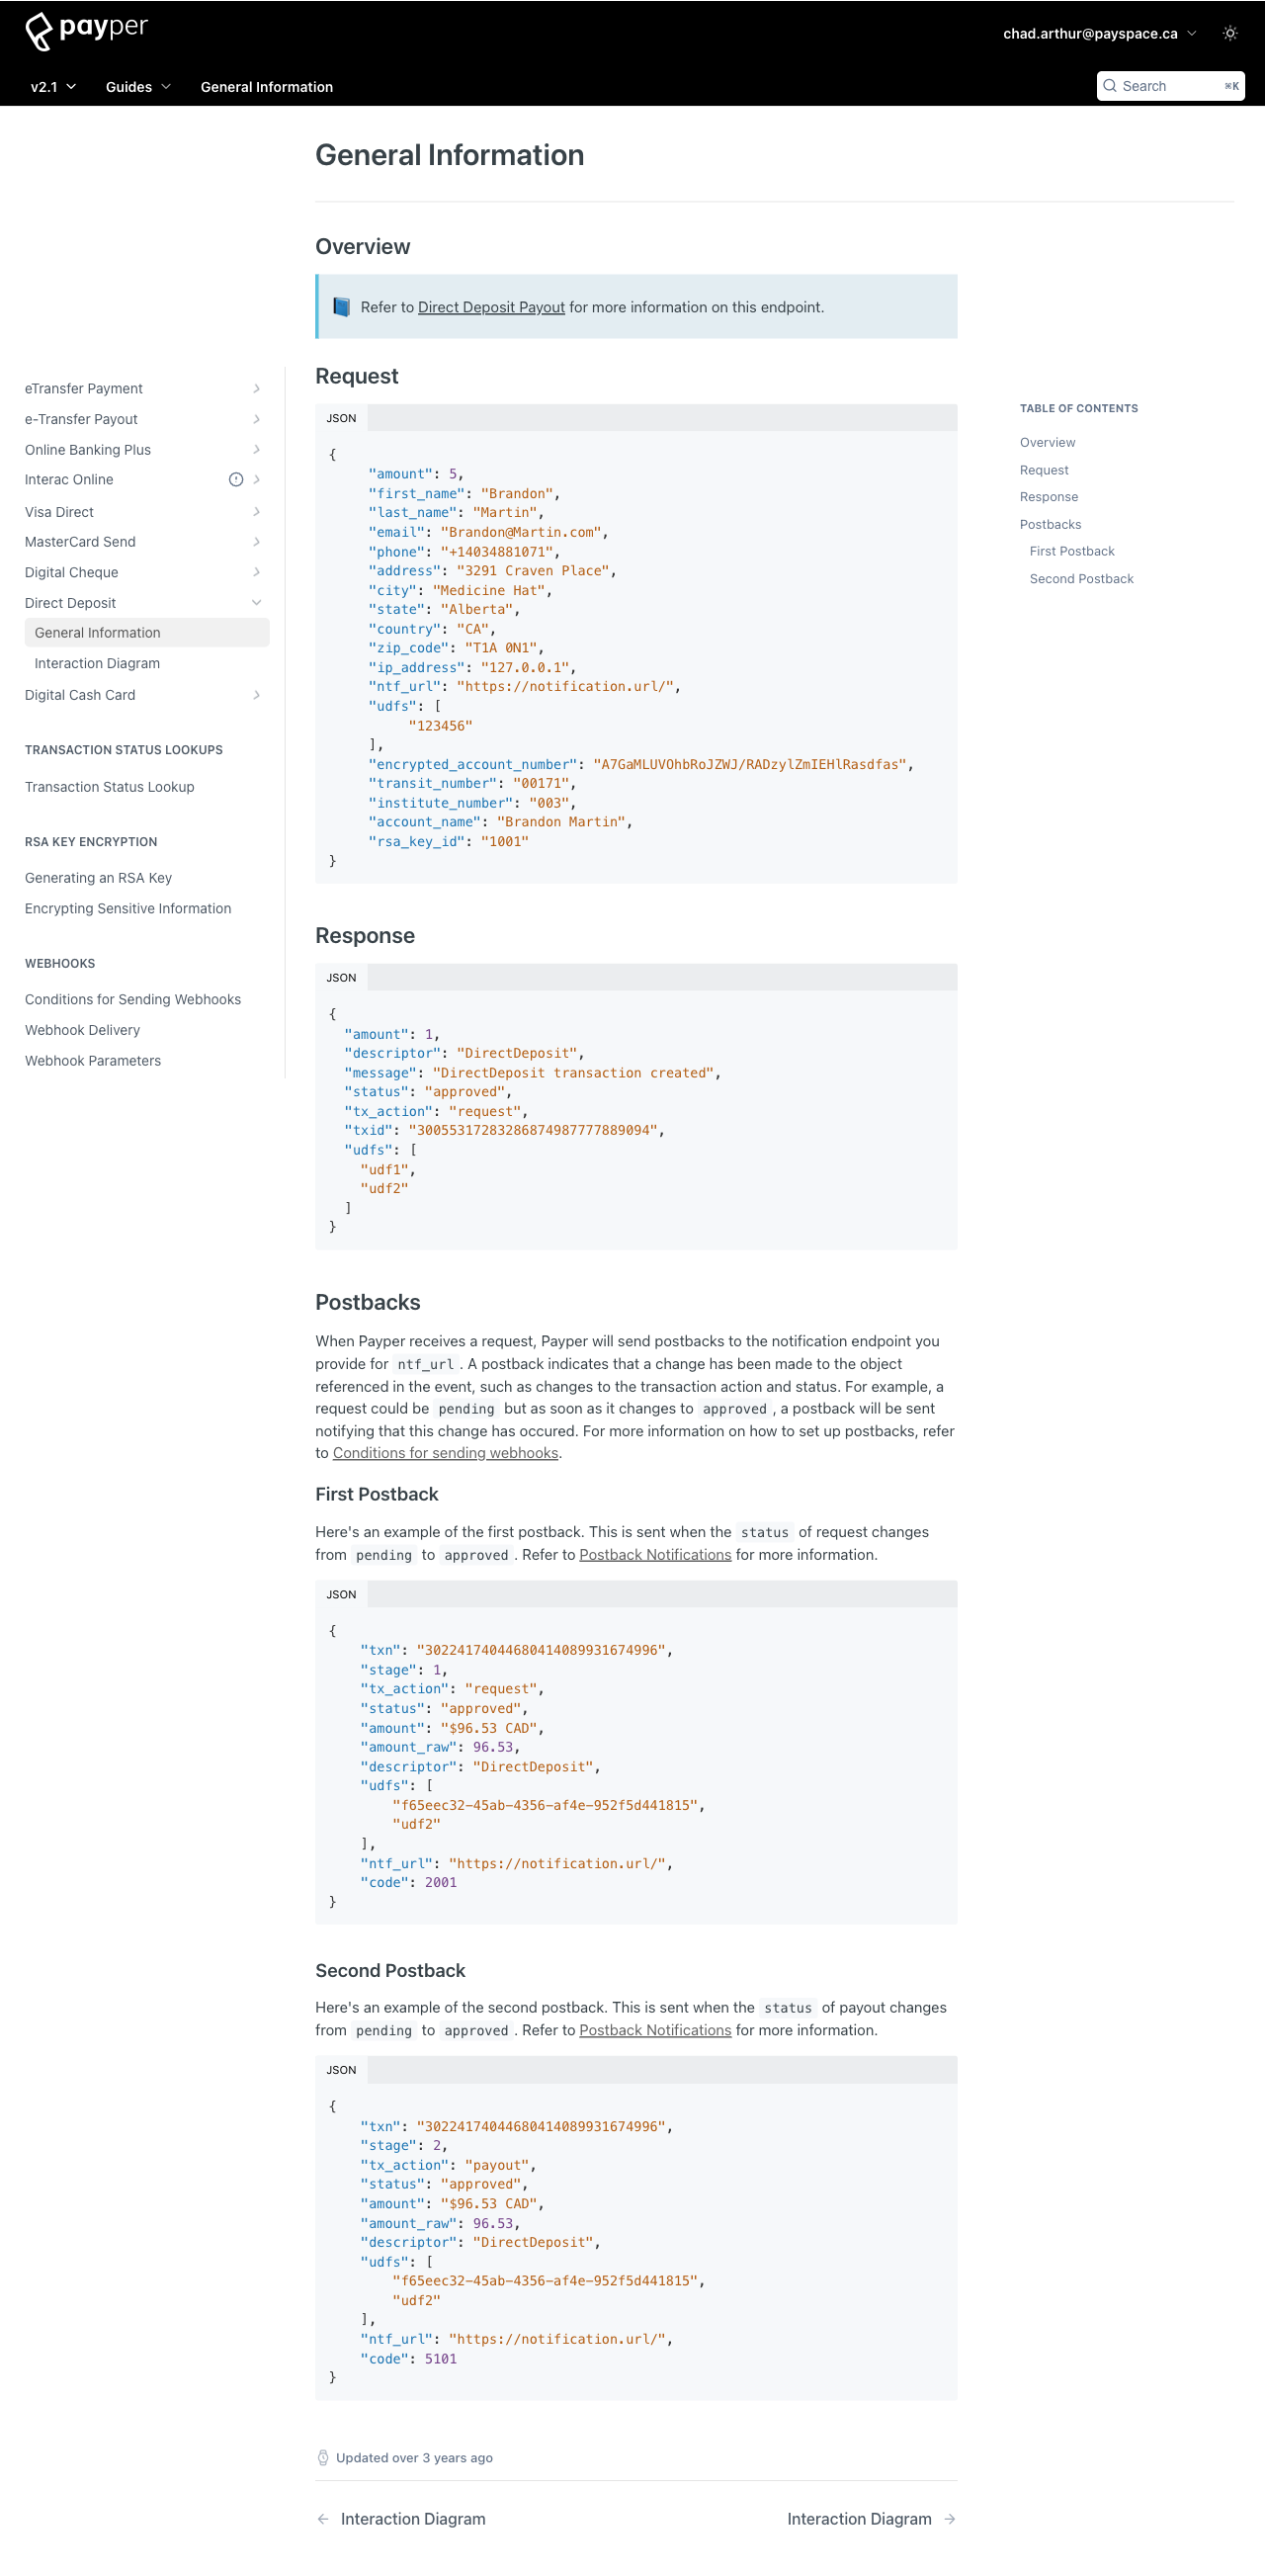 payper
chad.arthur@payspace.ca
v2.1
Guides
General Information
Search
⌘K
General Information
Overview
📘 Refer to Direct Deposit Payout for more information on this endpoint.
eTransfer Payment
e-Transfer Payout
Online Banking Plus
Interac Online
Visa Direct
MasterCard Send
Digital Cheque
Direct Deposit
General Information
Interaction Diagram
Digital Cash Card
TRANSACTION STATUS LOOKUPS
Transaction Status Lookup
RSA KEY ENCRYPTION
Generating an RSA Key
Encrypting Sensitive Information
WEBHOOKS
Conditions for Sending Webhooks
Webhook Delivery
Webhook Parameters
Request
JSON
{
"amount": 5,
"first_name": "Brandon",
"last_name": "Martin",
"email": "Brandon@Martin.com",
"phone": "+14034881071",
"address": "3291 Craven Place",
"city": "Medicine Hat",
"state": "Alberta",
"country": "CA",
"zip_code": "T1A 0N1",
"ip_address": "127.0.0.1",
"ntf_url": "https://notification.url/",
"udfs": [
"123456"
],
"encrypted_account_number": "A7GaMLUVOhbRoJZWJ/RADzylZmIEHlRasdfas",
"transit_number": "00171",
"institute_number": "003",
"account_name": "Brandon Martin",
"rsa_key_id": "1001"
}
Response
JSON
{
"amount": 1,
"descriptor": "DirectDeposit",
"message": "DirectDeposit transaction created",
"status": "approved",
"tx_action": "request",
"txid": "30055317283286874987777889094",
"udfs": [
"udf1",
"udf2"
]
}
Postbacks
When Payper receives a request, Payper will send postbacks to the notification endpoint you
provide for ntf_url. A postback indicates that a change has been made to the object
referenced in the event, such as changes to the transaction action and status. For example, a
request could be pending but as soon as it changes to approved, a postback will be sent
notifying that this change has occured. For more information on how to set up postbacks, refer
to Conditions for sending webhooks.
First Postback
Here's an example of the first postback. This is sent when the status of request changes
from pending to approved. Refer to Postback Notifications for more information.
JSON
{
"txn": "30224174044680414089931674996",
"stage": 1,
"tx_action": "request",
"status": "approved",
"amount": "$96.53 CAD",
"amount_raw": 96.53,
"descriptor": "DirectDeposit",
"udfs": [
"f65eec32-45ab-4356-af4e-952f5d441815",
"udf2"
],
"ntf_url": "https://notification.url/",
"code": 2001
}
Second Postback
Here's an example of the second postback. This is sent when the status of payout changes
from pending to approved. Refer to Postback Notifications for more information.
JSON
{
"txn": "30224174044680414089931674996",
"stage": 2,
"tx_action": "payout",
"status": "approved",
"amount": "$96.53 CAD",
"amount_raw": 96.53,
"descriptor": "DirectDeposit",
"udfs": [
"f65eec32-45ab-4356-af4e-952f5d441815",
"udf2"
],
"ntf_url": "https://notification.url/",
"code": 5101
}
Updated over 3 years ago
← Interaction Diagram
Interaction Diagram →
TABLE OF CONTENTS
Overview
Request
Response
Postbacks
First Postback
Second Postback